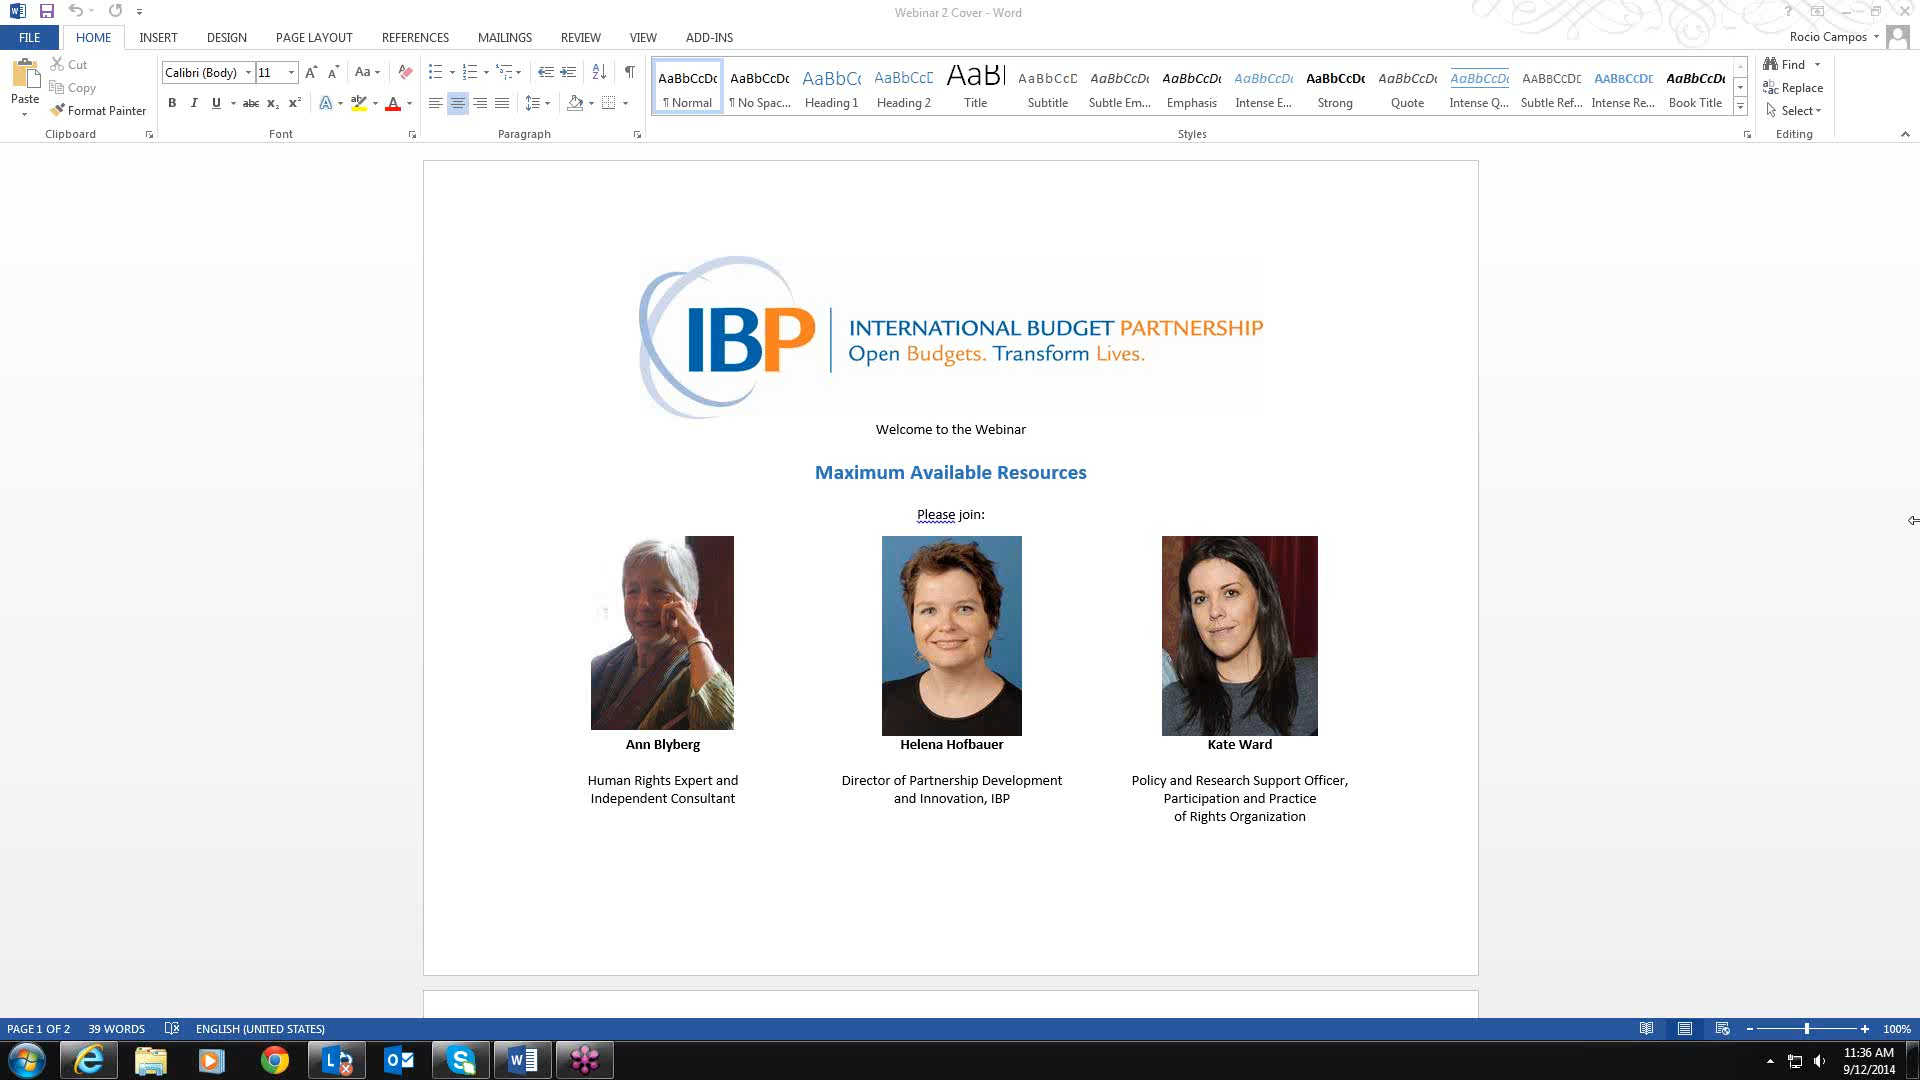 Webinar 2 Cover - Word
FILE HOME INSERT DESIGN PAGE LAYOUT REFERENCES MAILINGS REVIEW VIEW ADD-INS
Rocio Campos
Paste
Cut
Copy
Format Painter
Clipboard
Calibri (Body) 11
Font
Paragraph
AaBbCcDc AaBbCcDc AaBbCc AaBbCcD AaBl AaBbCcD AaBbCcDc AaBbCcDc AaBbCcDc AaBbCcDc AaBbCcDc AaBbCcDc AABBCCDE AABBCCDE AaBbCcDc
¶ Normal ¶ No Spac... Heading 1 Heading 2 Title Subtitle Subtle Em... Emphasis Intense E... Strong Quote Intense Q... Subtle Ref... Intense Re... Book Title
Styles
Find
Replace
Select
Editing
IBP
INTERNATIONAL BUDGET PARTNERSHIP
Open Budgets. Transform Lives.
Welcome to the Webinar
Maximum Available Resources
Please join:
Ann Blyberg
Human Rights Expert and
Independent Consultant
Helena Hofbauer
Director of Partnership Development
and Innovation, IBP
Kate Ward
Policy and Research Support Officer,
Participation and Practice
of Rights Organization
PAGE 1 OF 2 39 WORDS ENGLISH (UNITED STATES)
100%
11:36 AM
9/12/2014